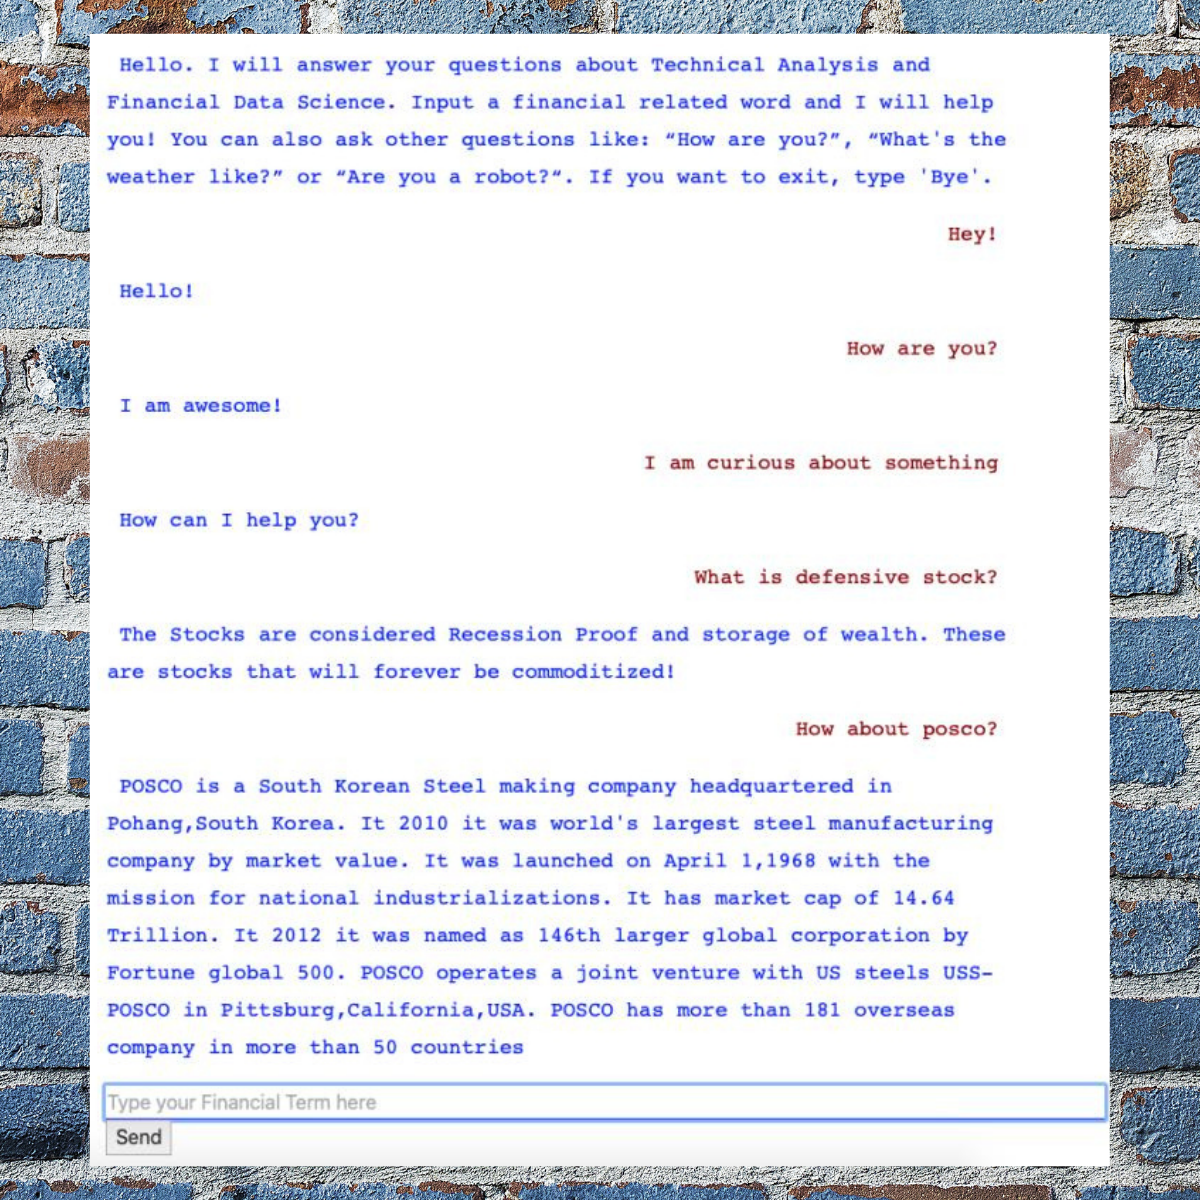 Hello. I will answer your questions about Technical Analysis and
Financial Data Science. Input a financial related word and I will help
you! You can also ask other questions like: “How are you?”, “What's the
weather like?” or “Are you a robot?“. If you want to exit, type 'Bye'.
Hey!
Hello!
How are you?
I am awesome!
I am curious about something
How can I help you?
What is defensive stock?
The Stocks are considered Recession Proof and storage of wealth. These
are stocks that will forever be commoditized!
How about posco?
POSCO is a South Korean Steel making company headquartered in
Pohang,South Korea. It 2010 it was world's largest steel manufacturing
company by market value. It was launched on April 1,1968 with the
mission for national industrializations. It has market cap of 14.64
Trillion. It 2012 it was named as 146th larger global corporation by
Fortune global 500. POSCO operates a joint venture with US steels USS-
POSCO in Pittsburg,California,USA. POSCO has more than 181 overseas
company in more than 50 countries
Type your Financial Term here
Send